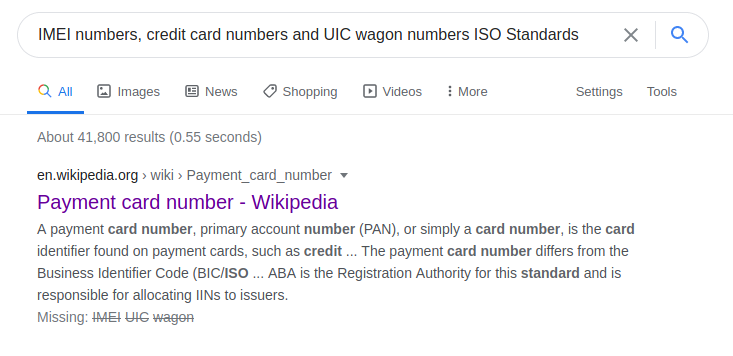 IMEI numbers, credit card numbers and UIC wagon numbers ISO Standards
All Images News Shopping Videos More Settings Tools
About 41,800 results (0.55 seconds)
en.wikipedia.org › wiki › Payment_card_number
Payment card number - Wikipedia
A payment card number, primary account number (PAN), or simply a card number, is the card
identifier found on payment cards, such as credit ... The payment card number differs from the
Business Identifier Code (BIC/ISO ... ABA is the Registration Authority for this standard and is
responsible for allocating IINs to issuers.
Missing: IMEI UIC wagon